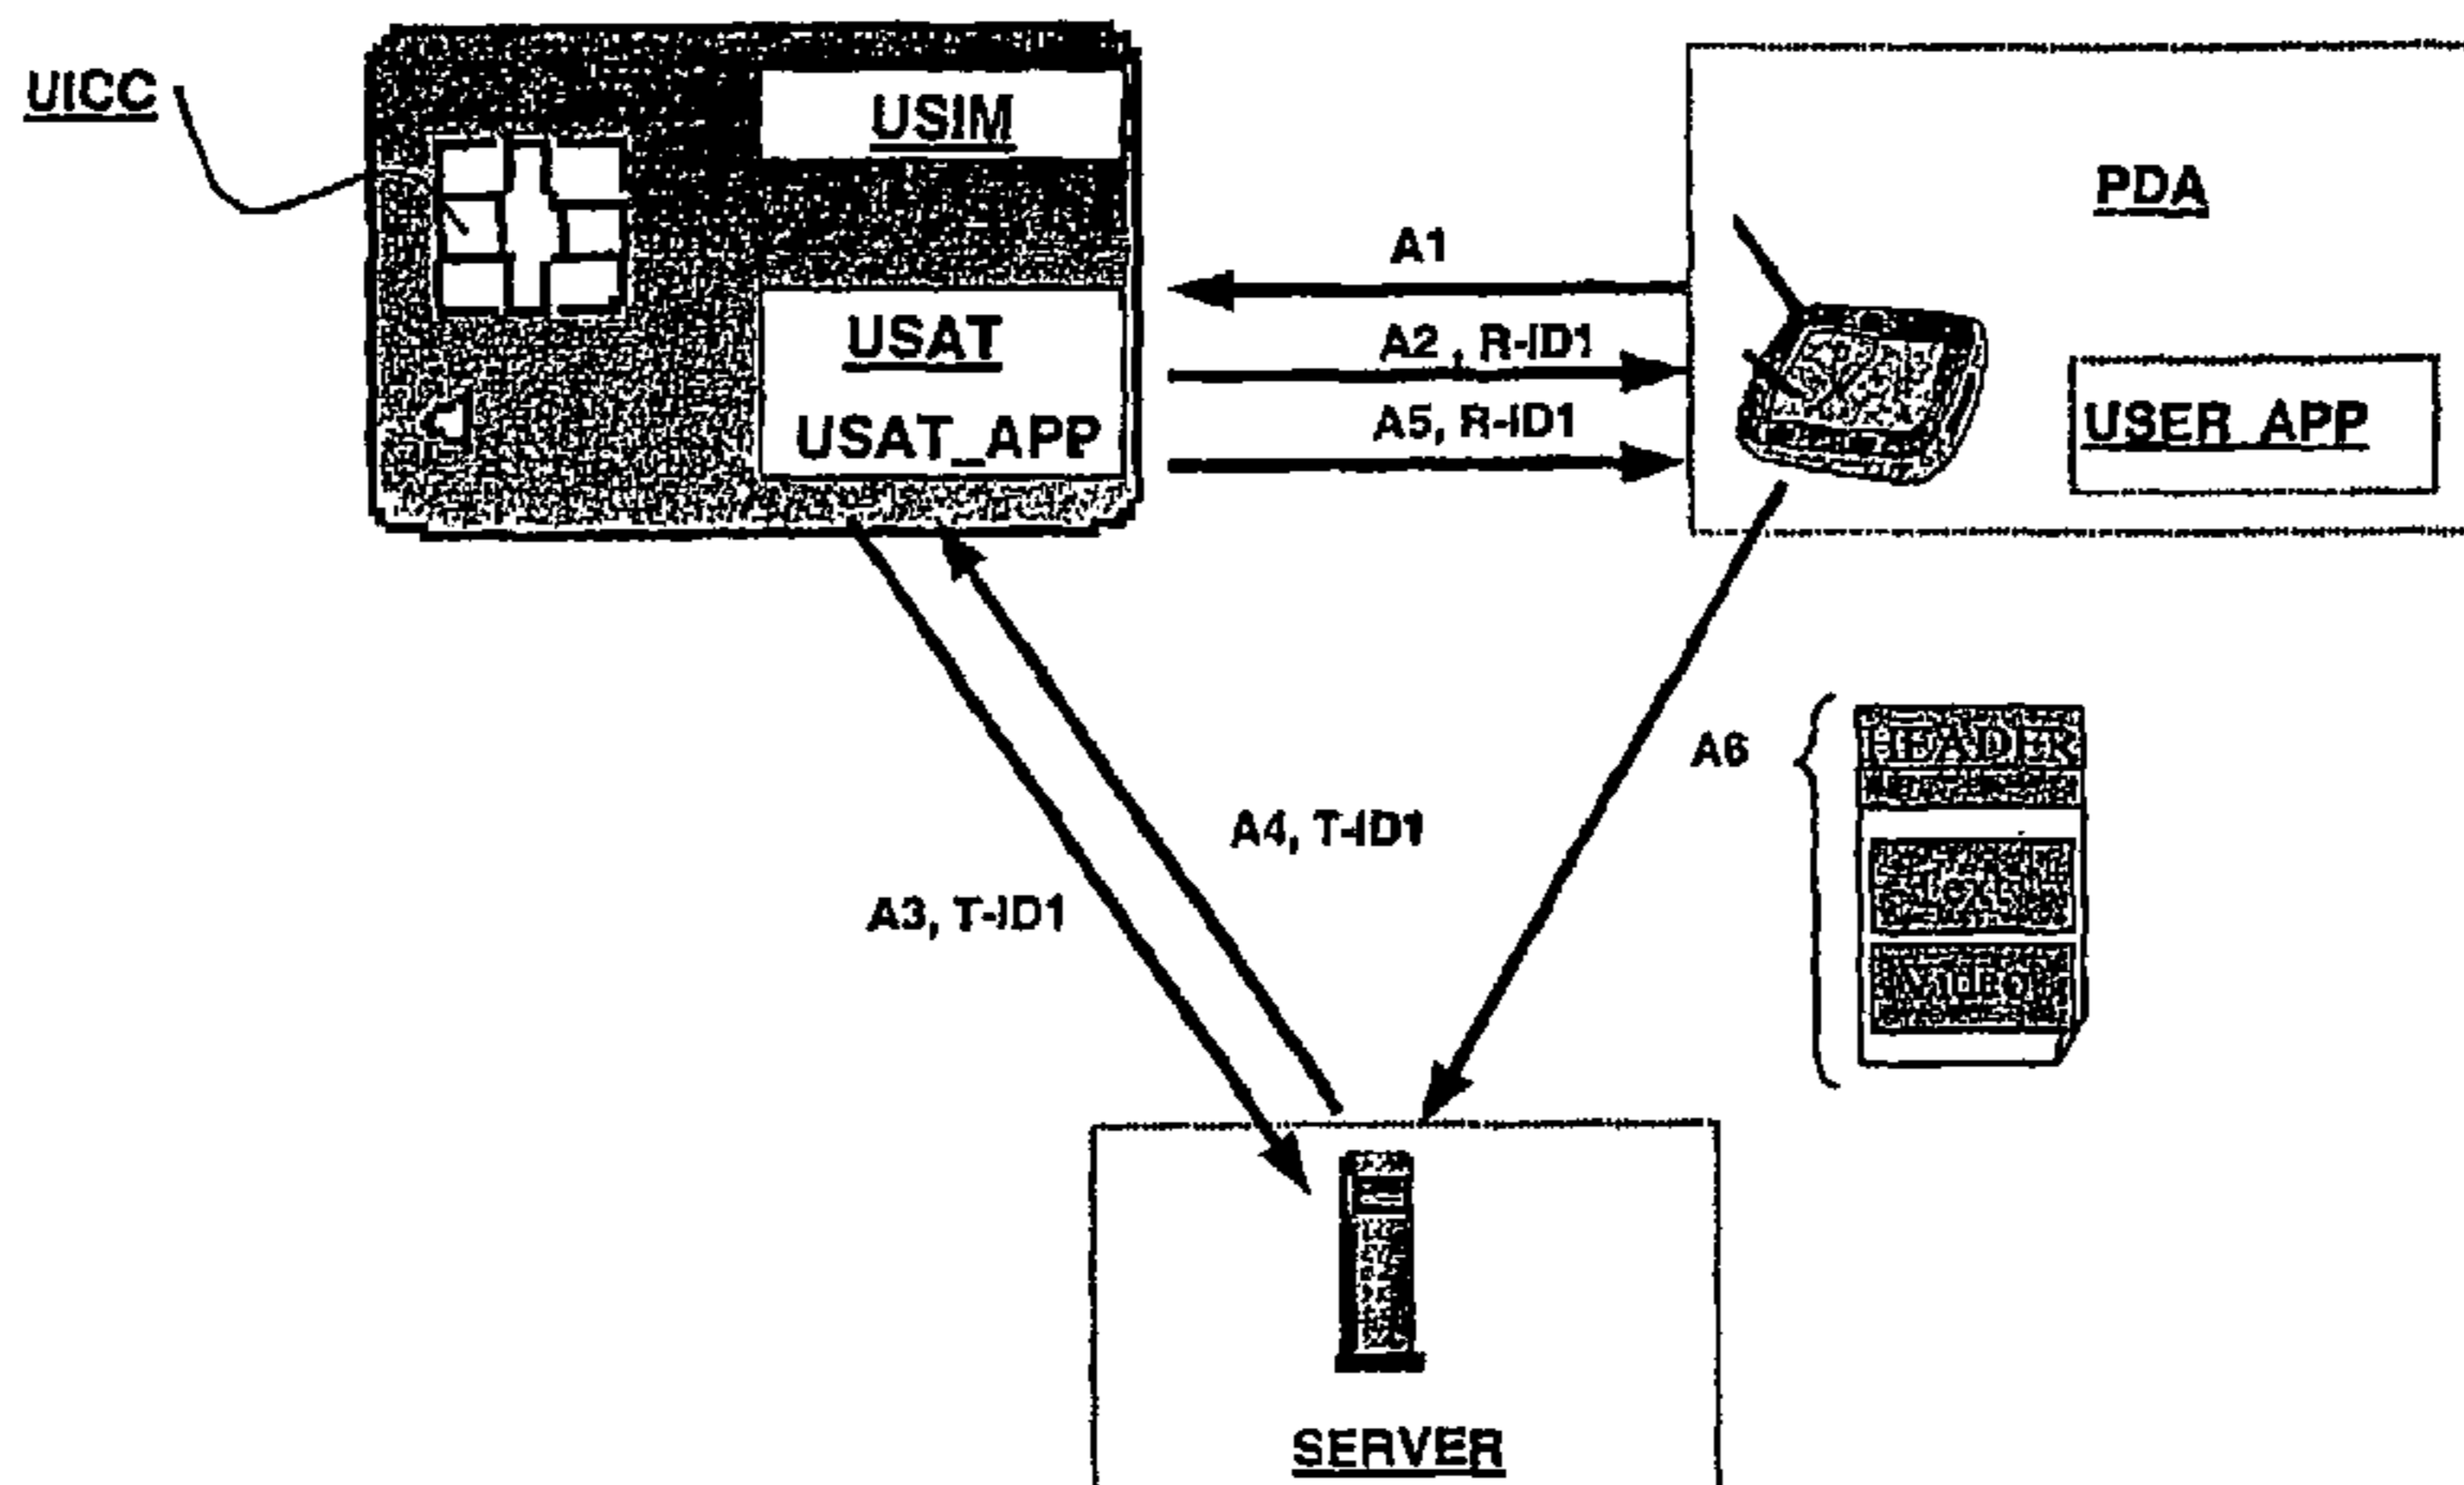 UICC
USIM
USAT
USAT_APP
A1
A2 , R-ID1
A5, R-ID1
PDA
USER_APP
A3, T-ID1
A4, T-ID1
A6
HEADER
TEXT
VIDEO
SERVER